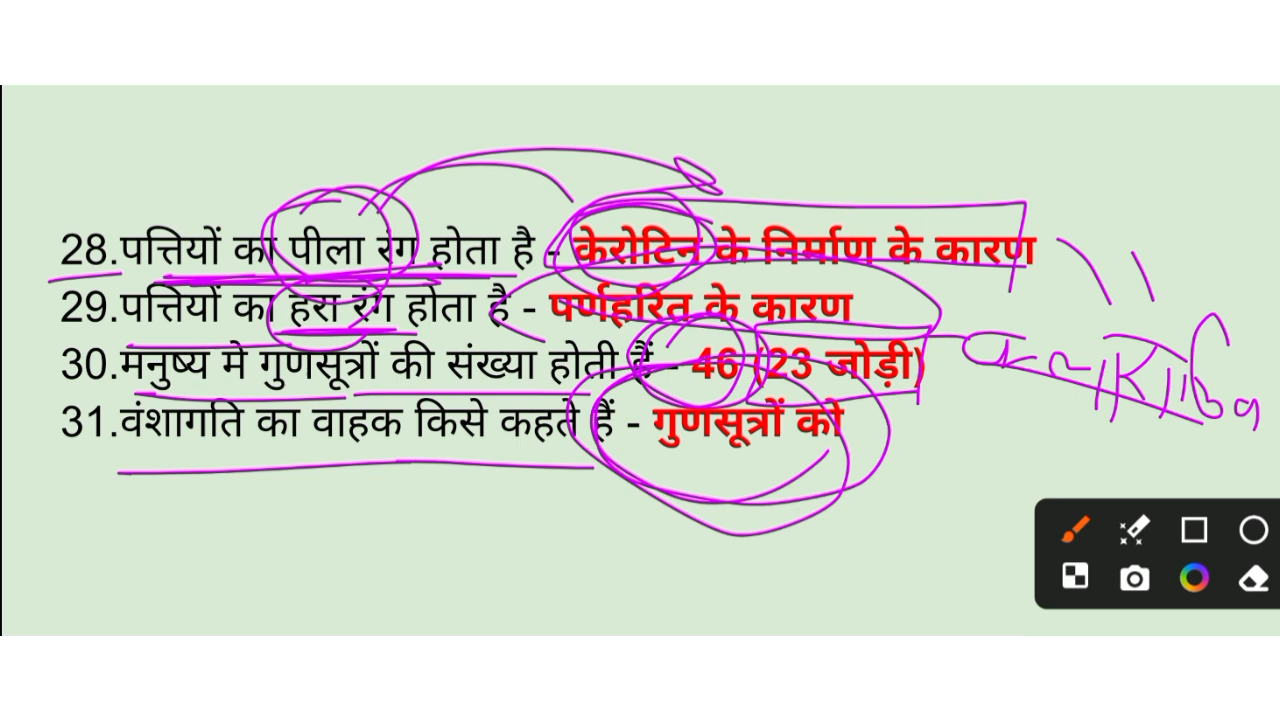 28.पत्तियों का पीला रंग होता है - केरोटिन के निर्माण के कारण
29.पत्तियों का हरा रंग होता है - पर्णहरित के कारण
30.मनुष्य मे गुणसूत्रों की संख्या होती हैं - 46 (23 जोड़ी)
31.वंशागति का वाहक किसे कहते हैं - गुणसूत्रों को